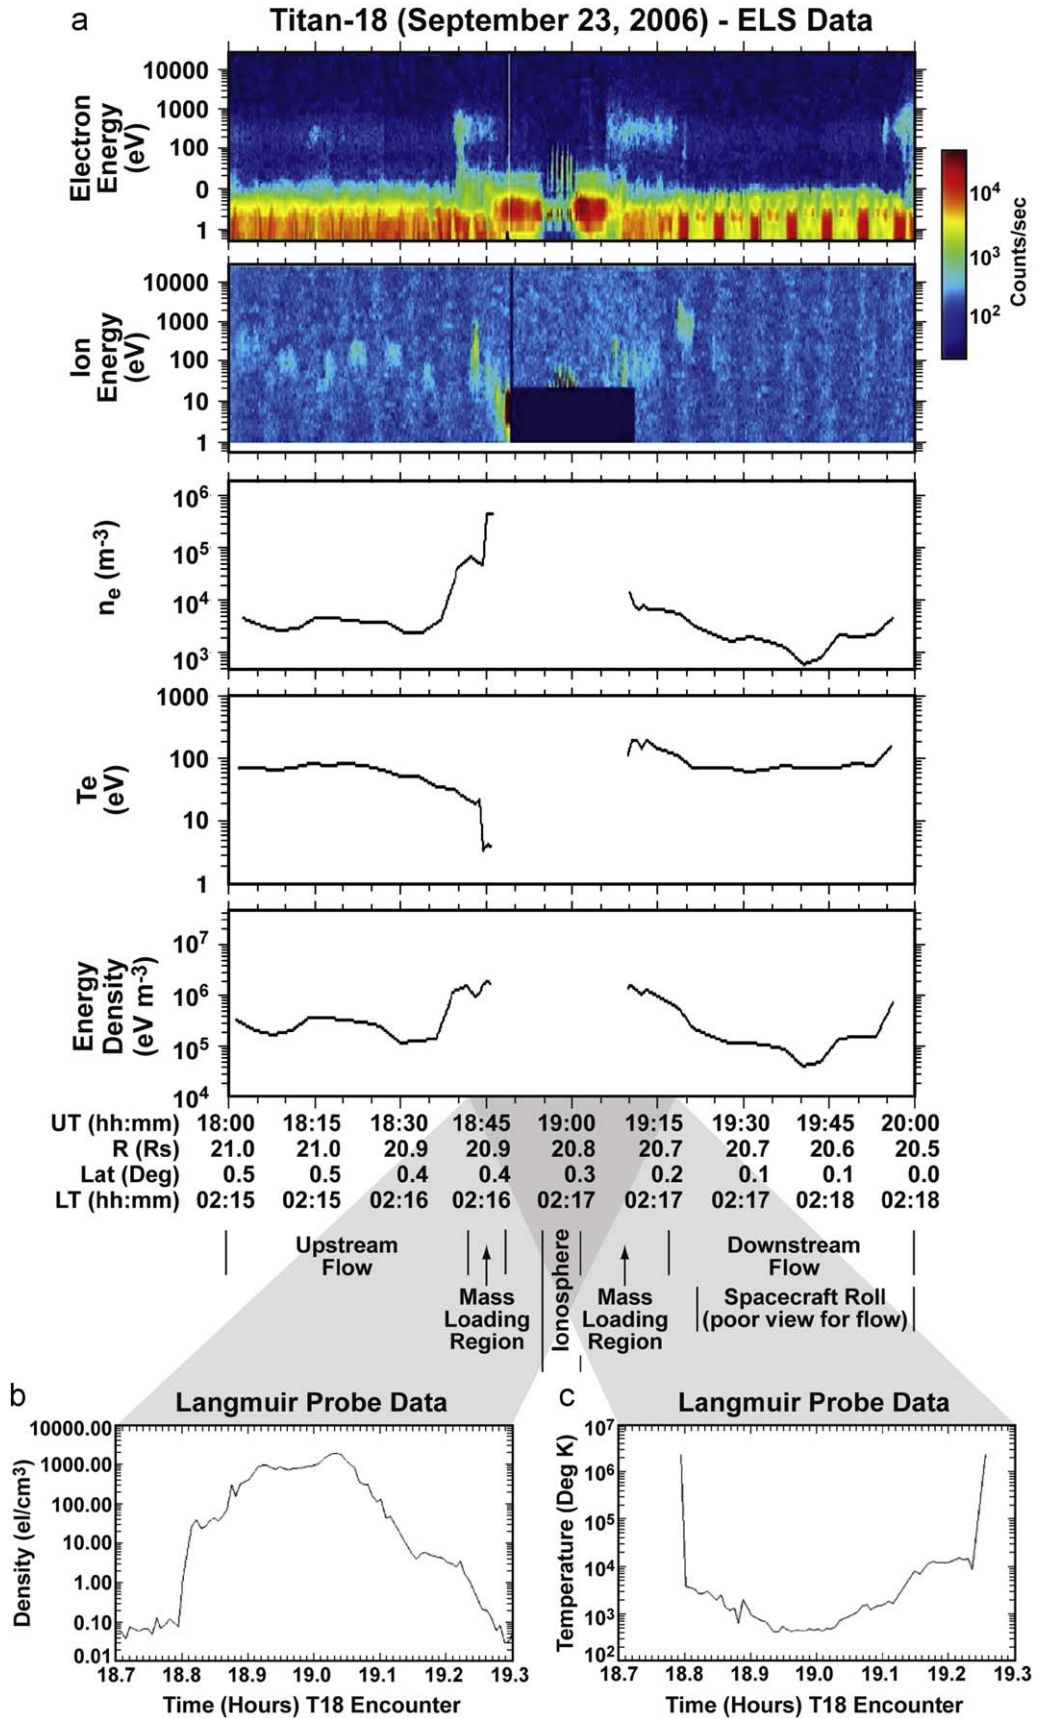 a Titan-18 (September 23, 2006) - ELS Data
Electron
Energy
(eV)
10000
1000
100
0
1
Counts/sec
10⁴
10³
10²
Ion
Energy
(eV)
10000
1000
100
10
1
nₑ (m⁻³)
10⁶
10⁵
10⁴
10³
Te
(eV)
1000
100
10
1
Energy
Density
(eV m⁻³)
10⁷
10⁶
10⁵
10⁴
UT (hh:mm) 18:00 18:15 18:30 18:45 19:00 19:15 19:30 19:45 20:00
R (Rs) 21.0 21.0 20.9 20.9 20.8 20.7 20.7 20.6 20.5
Lat (Deg) 0.5 0.5 0.4 0.4 0.3 0.2 0.1 0.1 0.0
LT (hh:mm) 02:15 02:15 02:16 02:16 02:17 02:17 02:17 02:18 02:18
Upstream
Flow
Mass
Loading
Region
Ionosphere
Mass
Loading
Region
Downstream
Flow
Spacecraft Roll
(poor view for flow)
b Langmuir Probe Data
Density (el/cm³)
10000.00
1000.00
100.00
10.00
1.00
0.10
0.01
18.7 18.8 18.9 19.0 19.1 19.2 19.3
Time (Hours) T18 Encounter
c Langmuir Probe Data
Temperature (Deg K)
10⁷
10⁶
10⁵
10⁴
10³
10²
18.7 18.8 18.9 19.0 19.1 19.2 19.3
Time (Hours) T18 Encounter